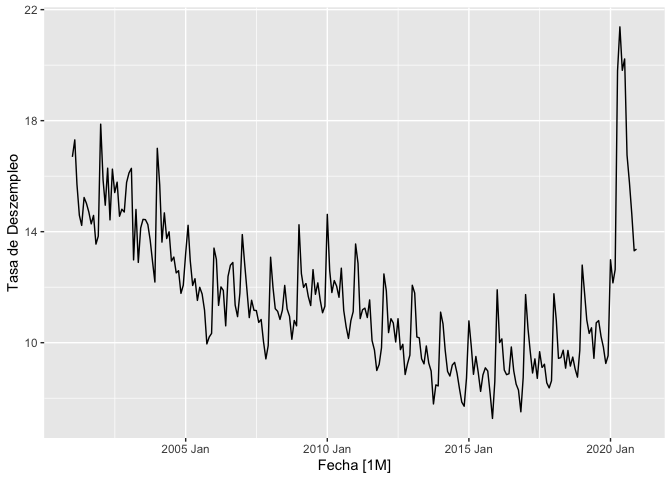 22
18
14
10
Tasa de Deszempleo
2005 Jan
2010 Jan
2015 Jan
2020 Jan
Fecha [1M]